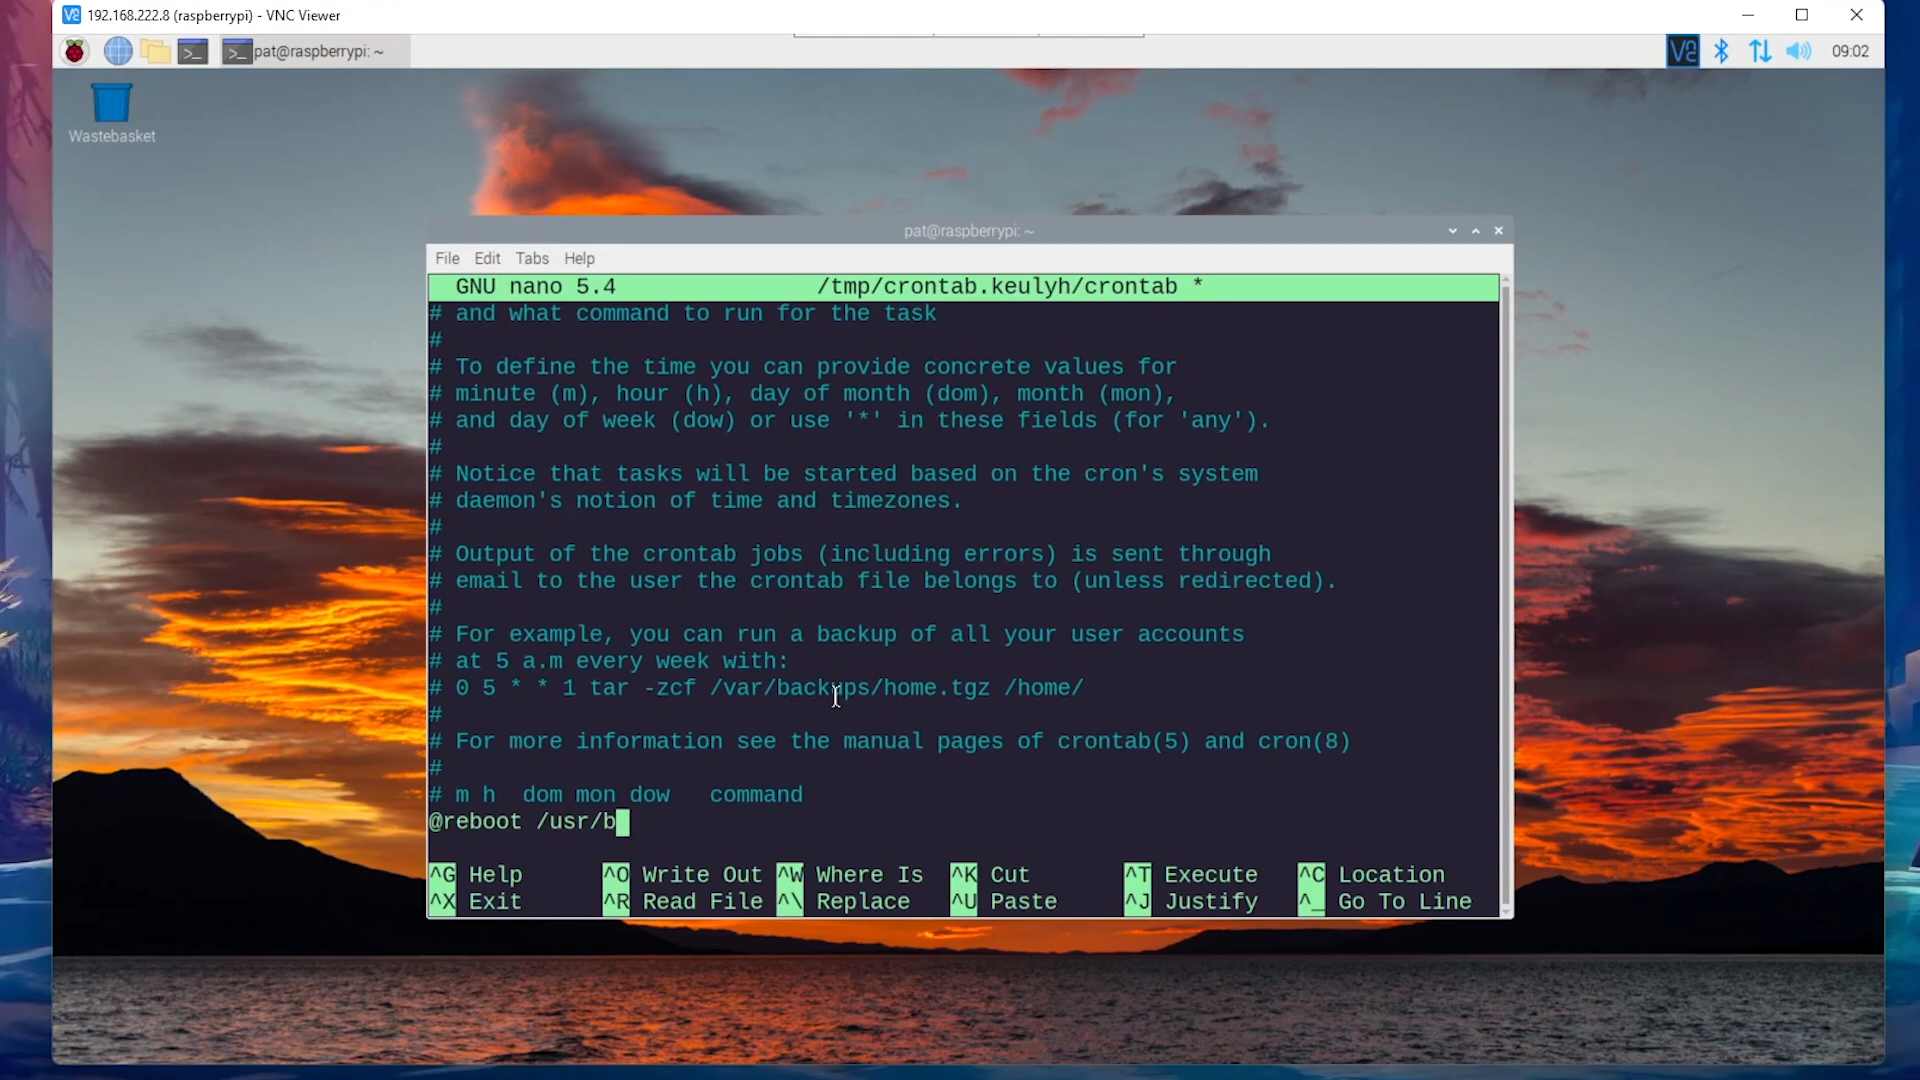 192.168.222.8 (raspberrypi) - VNC Viewer
pat@raspberrypi: ~
09:02
Wastebasket
pat@raspberrypi: ~
File Edit Tabs Help
GNU nano 5.4 /tmp/crontab.keulyh/crontab *
# and what command to run for the task
#
# To define the time you can provide concrete values for
# minute (m), hour (h), day of month (dom), month (mon),
# and day of week (dow) or use '*' in these fields (for 'any').
#
# Notice that tasks will be started based on the cron's system
# daemon's notion of time and timezones.
#
# Output of the crontab jobs (including errors) is sent through
# email to the user the crontab file belongs to (unless redirected).
#
# For example, you can run a backup of all your user accounts
# at 5 a.m every week with:
# 0 5 * * 1 tar -zcf /var/backups/home.tgz /home/
#
# For more information see the manual pages of crontab(5) and cron(8)
#
# m h  dom mon dow   command
@reboot /usr/b
^G Help ^O Write Out ^W Where Is ^K Cut ^T Execute ^C Location
^X Exit ^R Read File ^\ Replace ^U Paste ^J Justify ^_ Go To Line